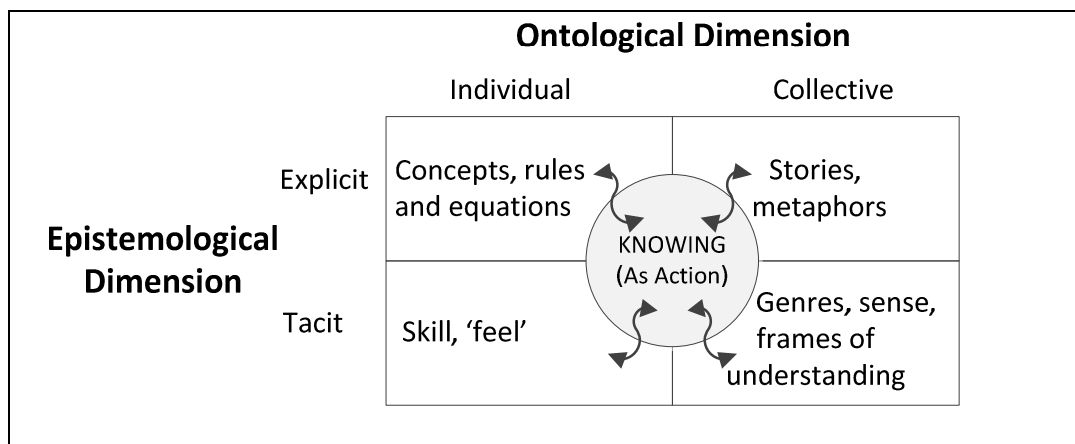 Ontological Dimension
Individual
Collective
Explicit
Concepts, rules
and equations
Stories,
metaphors
Epistemological
Dimension
KNOWING
(As Action)
Tacit
Skill, ‘feel’
Genres, sense,
frames of
understanding